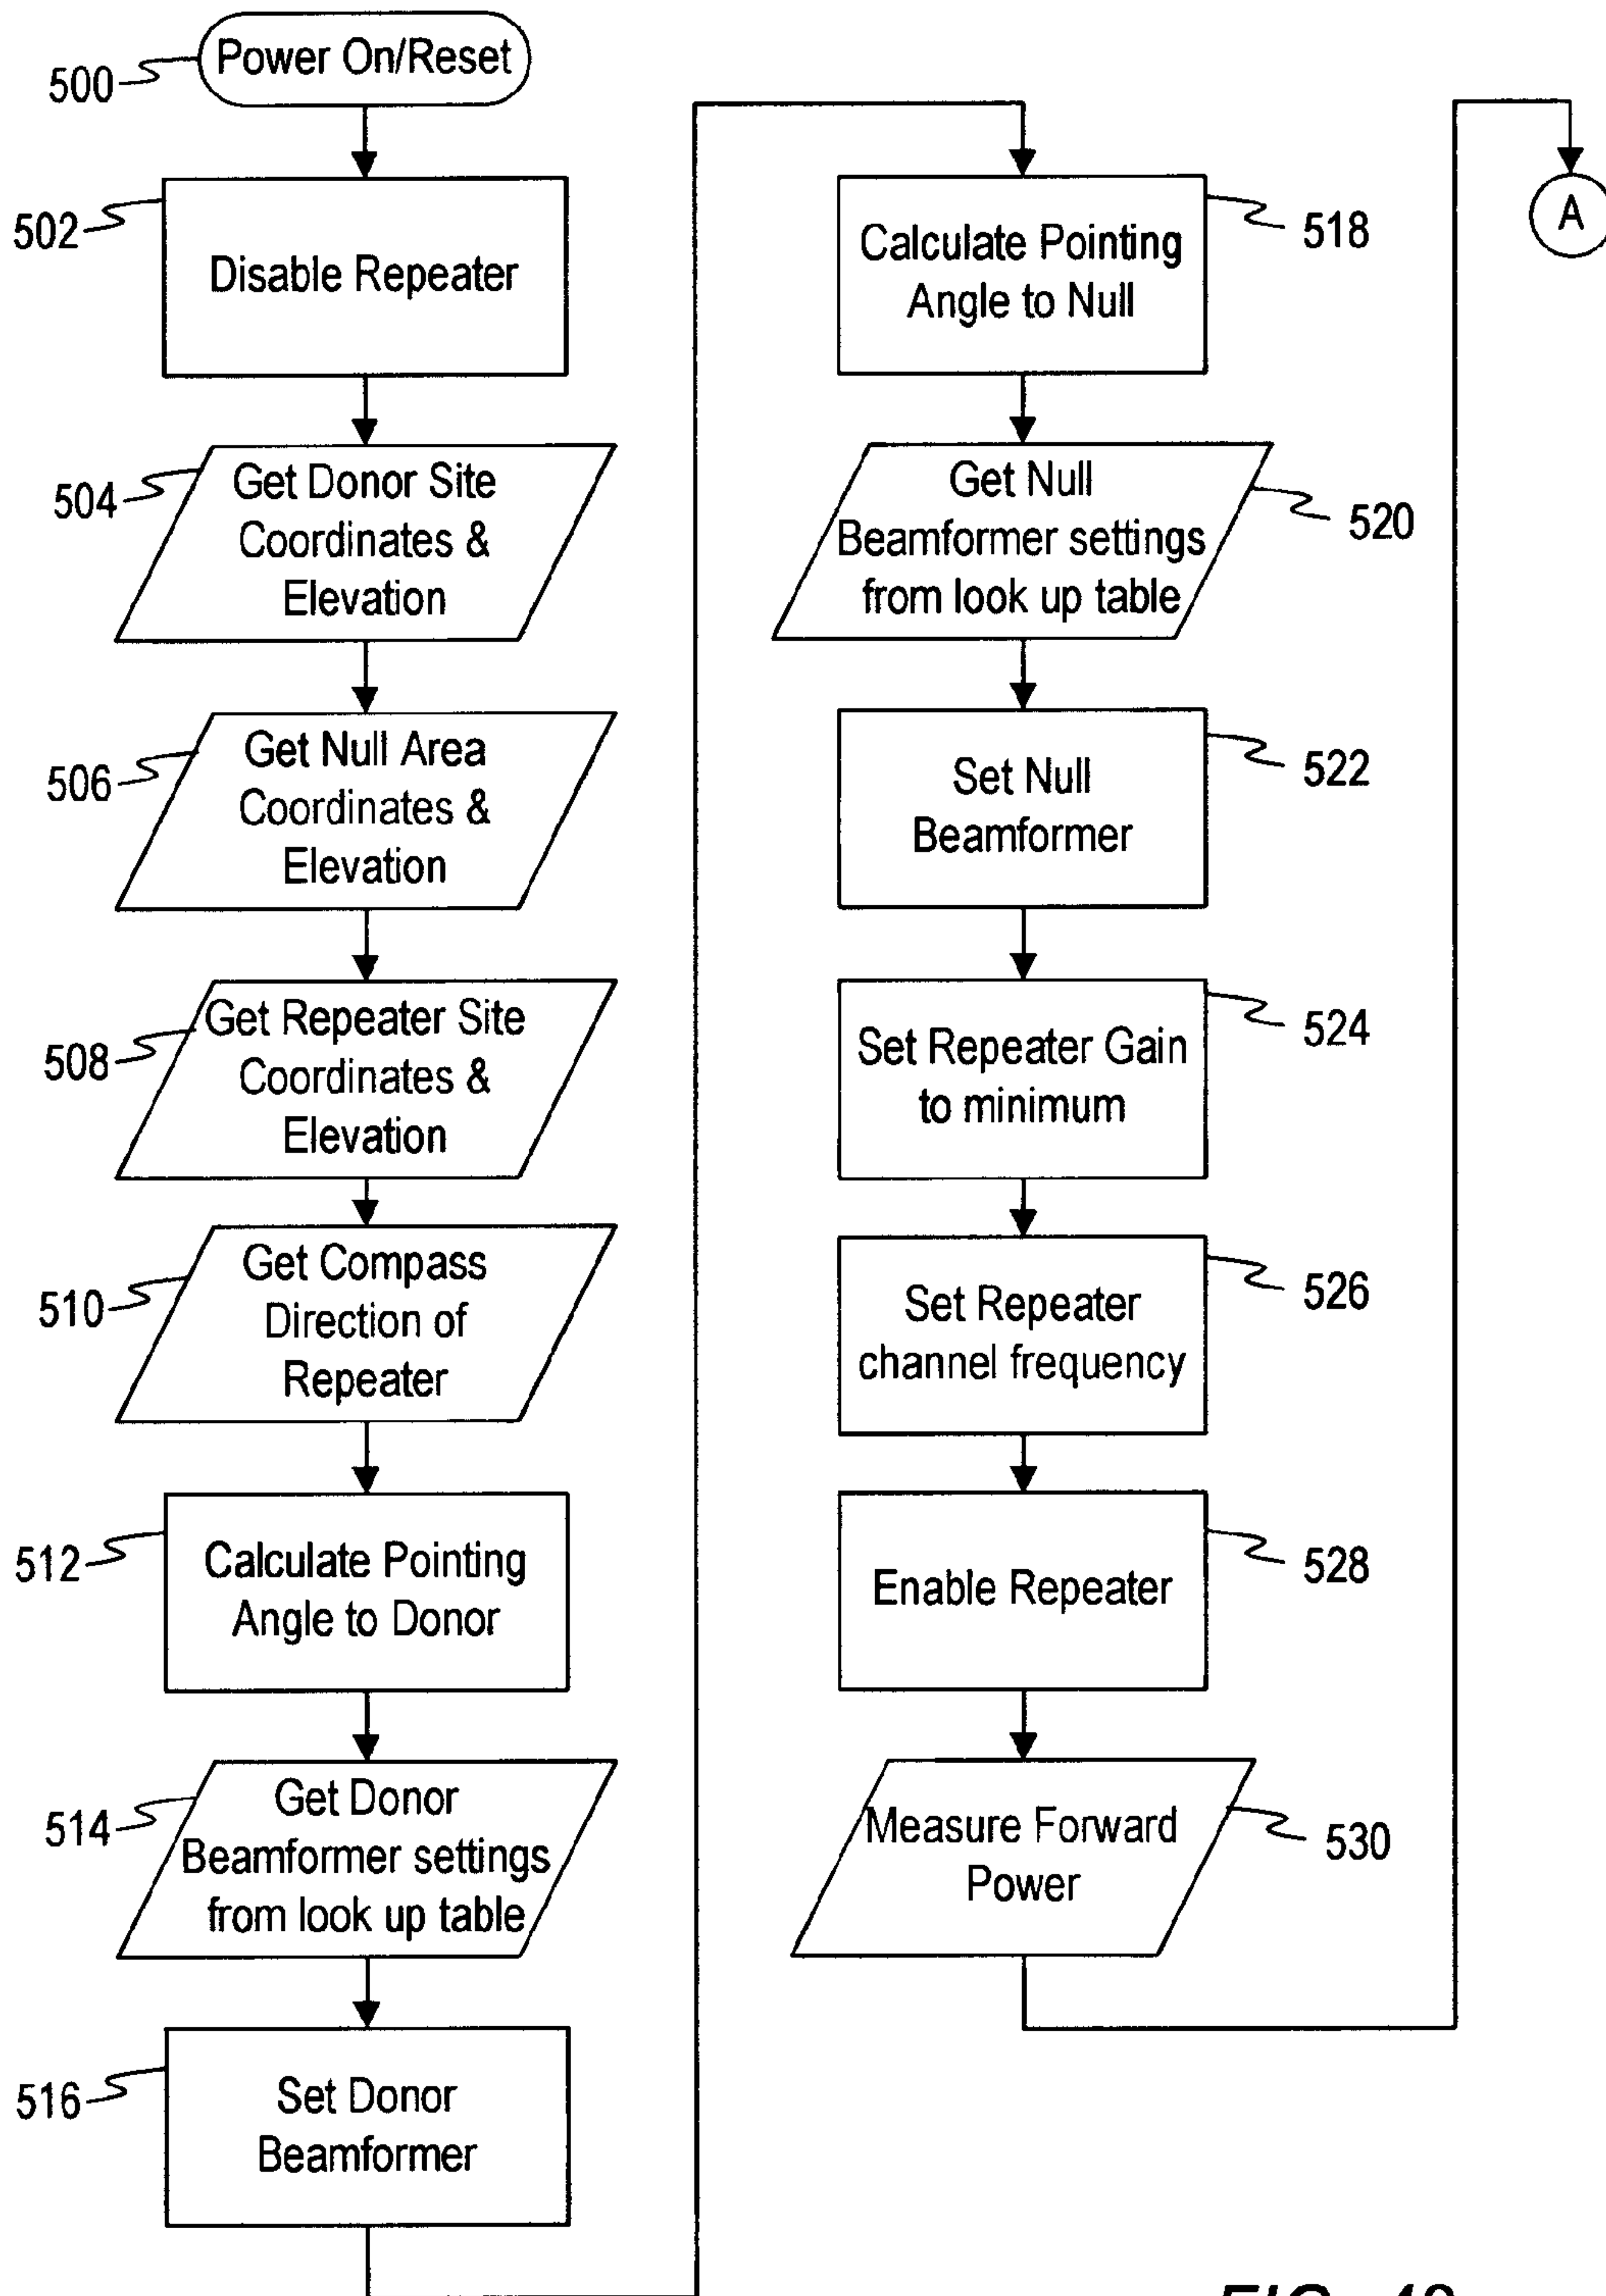 Power On/Reset
500
Disable Repeater
502
Get Donor Site
Coordinates &
Elevation
504
Get Null Area
Coordinates &
Elevation
506
Get Repeater Site
Coordinates &
Elevation
508
Get Compass
Direction of
Repeater
510
Calculate Pointing
Angle to Donor
512
Get Donor
Beamformer settings
from look up table
514
Set Donor
Beamformer
516
Calculate Pointing
Angle to Null
518
Get Null
Beamformer settings
from look up table
520
Set Null
Beamformer
522
Set Repeater Gain
to minimum
524
Set Repeater
channel frequency
526
Enable Repeater
528
Measure Forward
Power
530
A